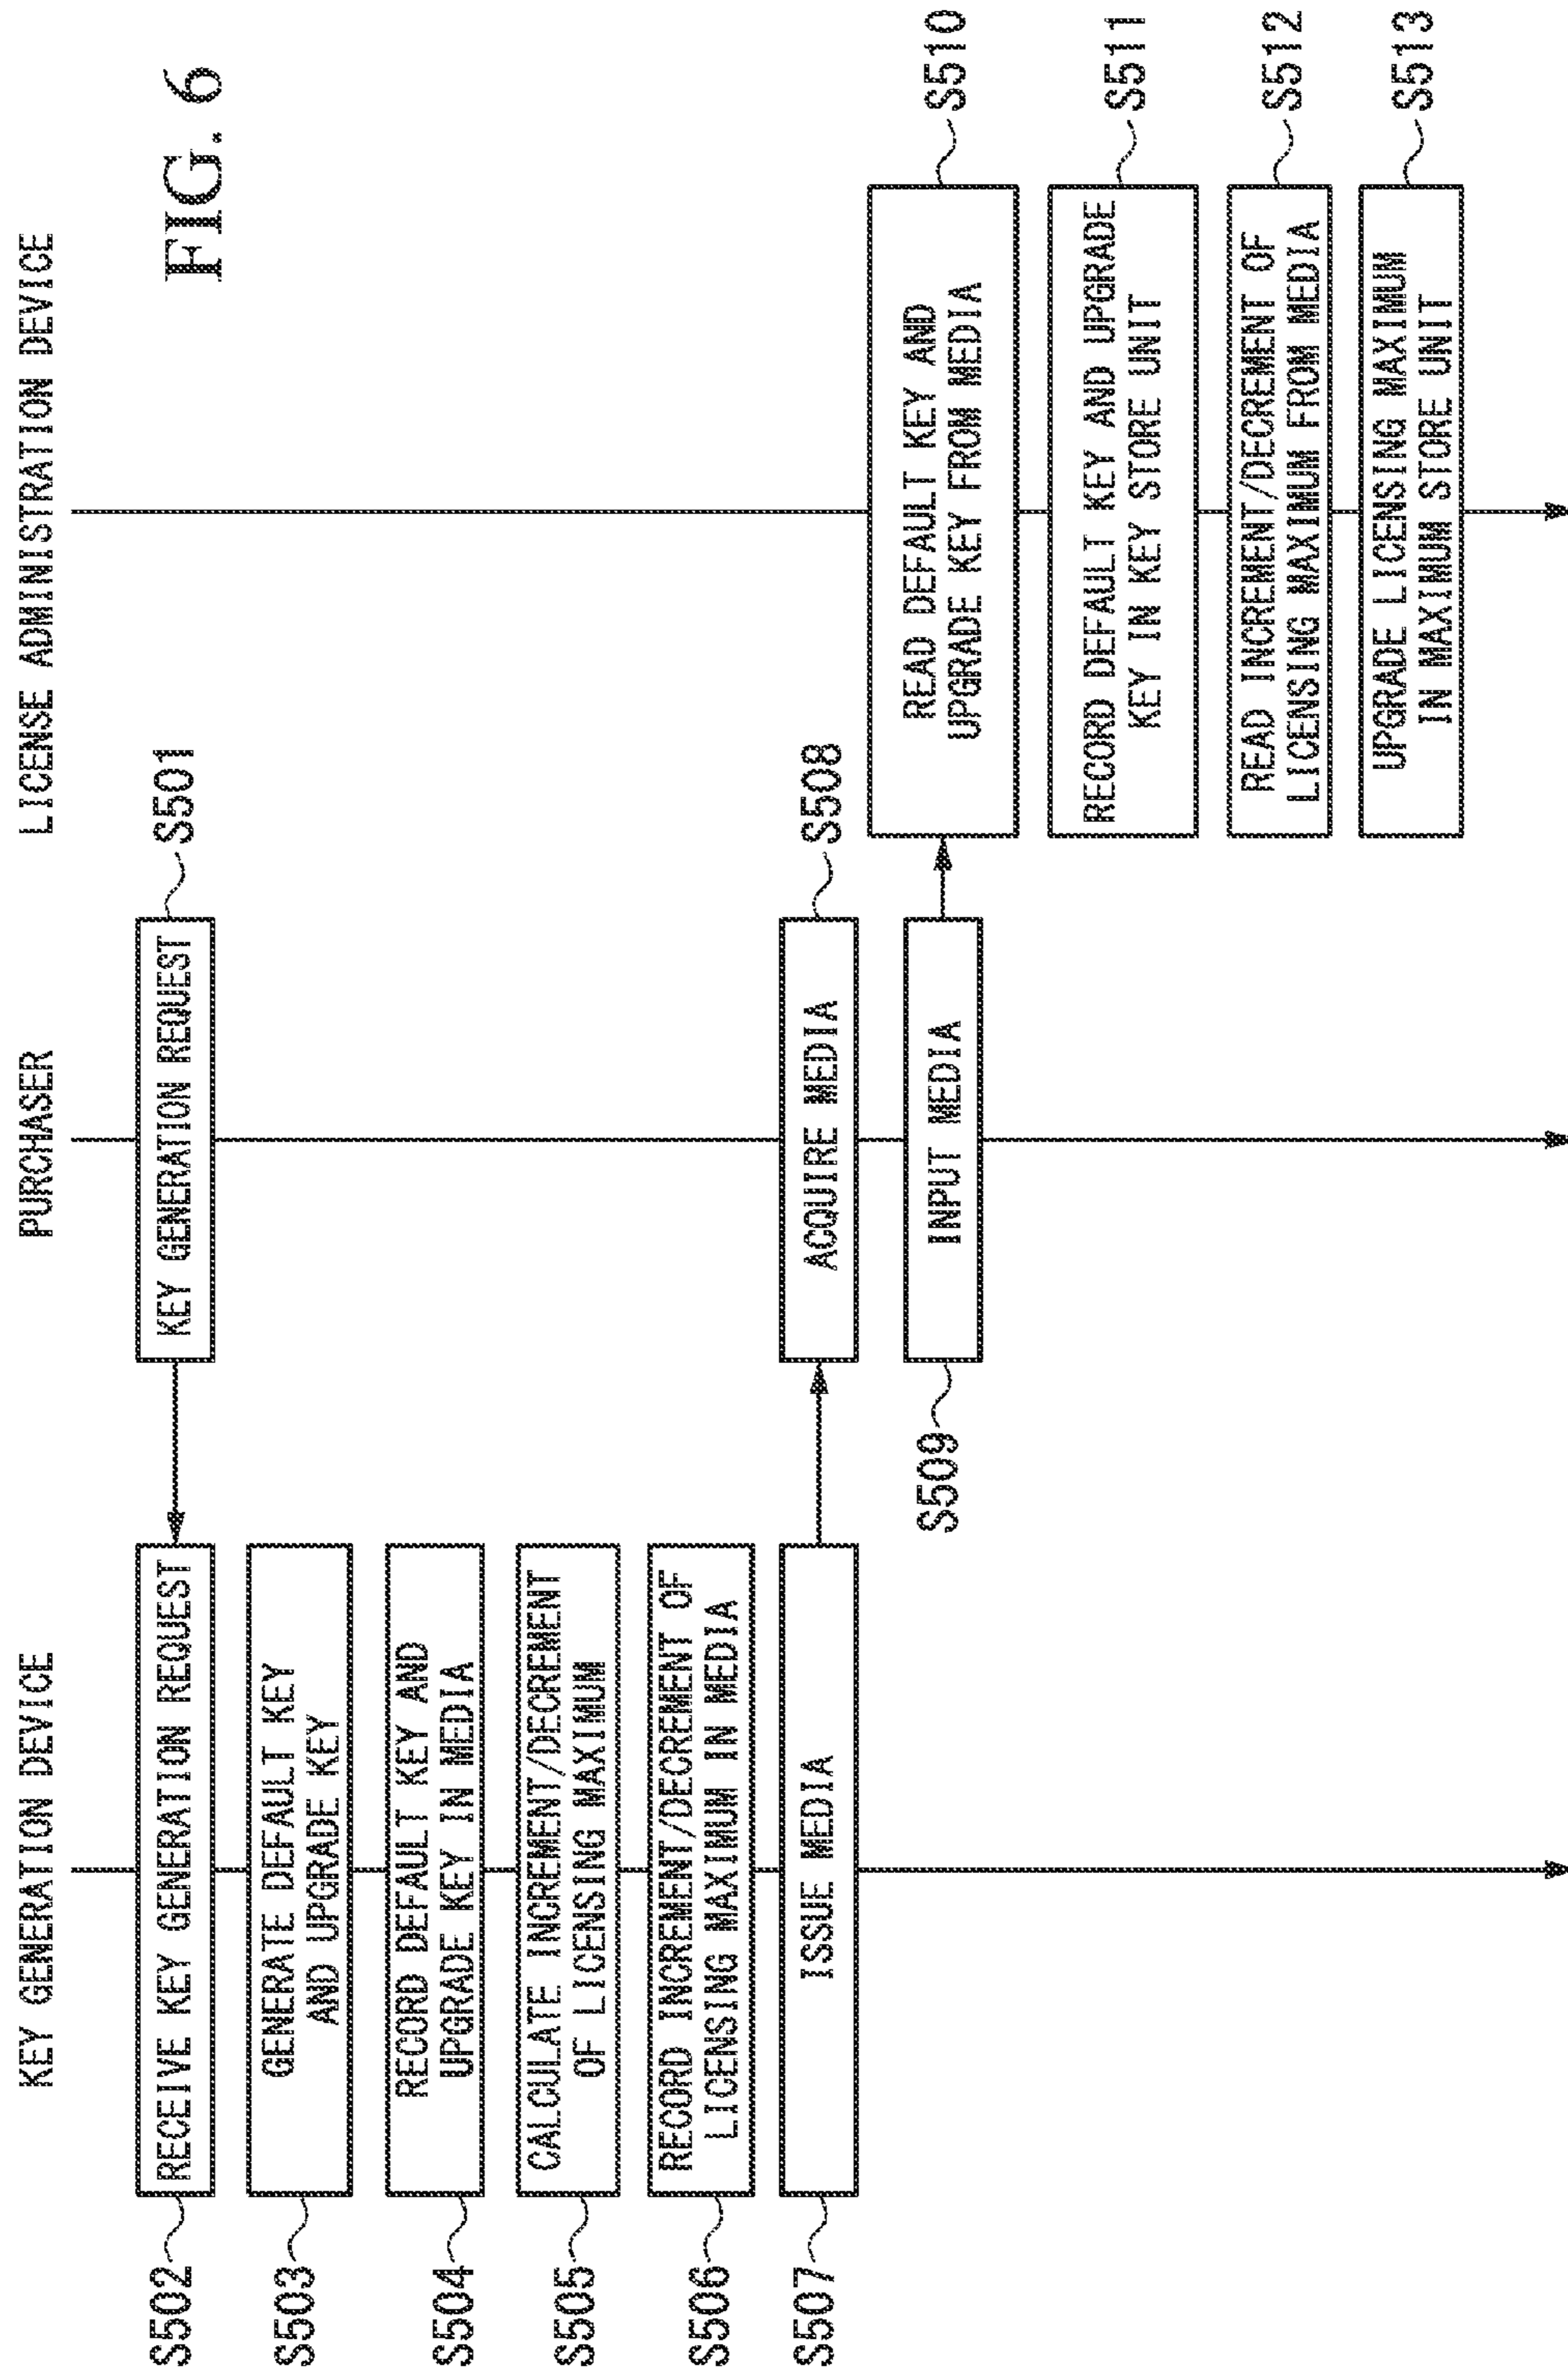 FIG. 6
KEY GENERATION DEVICE
PURCHASER
LICENSE ADMINISTRATION DEVICE
KEY GENERATION REQUEST
S501
S502
RECEIVE KEY GENERATION REQUEST
S503
GENERATE DEFAULT KEY
AND UPGRADE KEY
S504
RECORD DEFAULT KEY AND
UPGRADE KEY IN MEDIA
S505
CALCULATE INCREMENT/DECREMENT
OF LICENSING MAXIMUM
S506
RECORD INCREMENT/DECREMENT OF
LICENSING MAXIMUM IN MEDIA
S507
ISSUE MEDIA
ACQUIRE MEDIA
S508
S509
INPUT MEDIA
READ DEFAULT KEY AND
UPGRADE KEY FROM MEDIA
S510
RECORD DEFAULT KEY AND UPGRADE
KEY IN KEY STORE UNIT
S511
READ INCREMENT/DECREMENT OF
LICENSING MAXIMUM FROM MEDIA
S512
UPGRADE LICENSING MAXIMUM
IN MAXIMUM STORE UNIT
S513